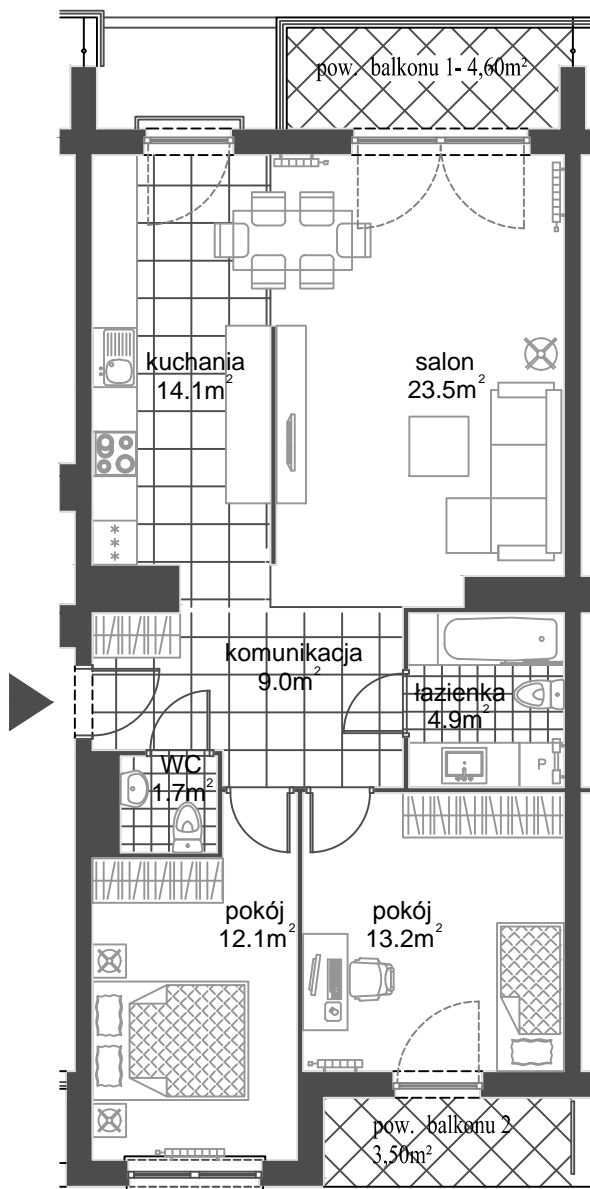 pow. balkonu 1- 4,60m²
kuchania
14.1m²
salon
23.5m²
komunikacja
9.0m²
łazienka
4.9m²
WC
1.7m²
P
pokój
12.1m²
pokój
13.2m²
pow. balkonu 2
3,50m²